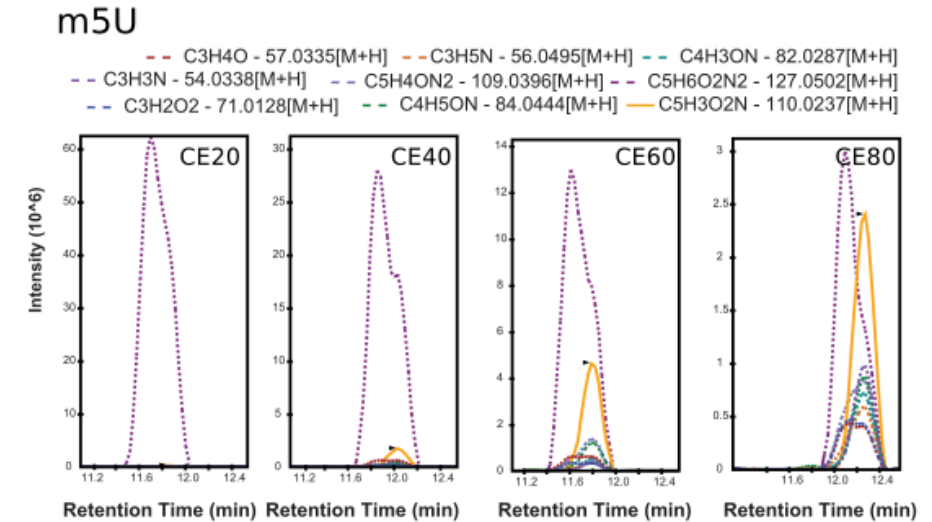 m5U
C3H4O - 57.0335[M+H] C3H5N - 56.0495[M+H] C4H3ON - 82.0287[M+H]
C3H3N - 54.0338[M+H] C5H4ON2 - 109.0396[M+H] C5H6O2N2 - 127.0502[M+H]
C3H2O2 - 71.0128[M+H] C4H5ON - 84.0444[M+H] C5H3O2N - 110.0237[M+H]
Intensity (10^6)
CE20
60
50
40
30
20
10
0
11.2 11.6 12.0 12.4
Retention Time (min)
CE40
30
25
20
15
10
5
0
11.2 11.6 12.0 12.4
Retention Time (min)
CE60
14
12
10
8
6
4
2
0
11.2 11.6 12.0 12.4
Retention Time (min)
CE80
3
2.5
2
1.5
1
0.5
0
11.6 12.0 12.4
Retention Time (min)